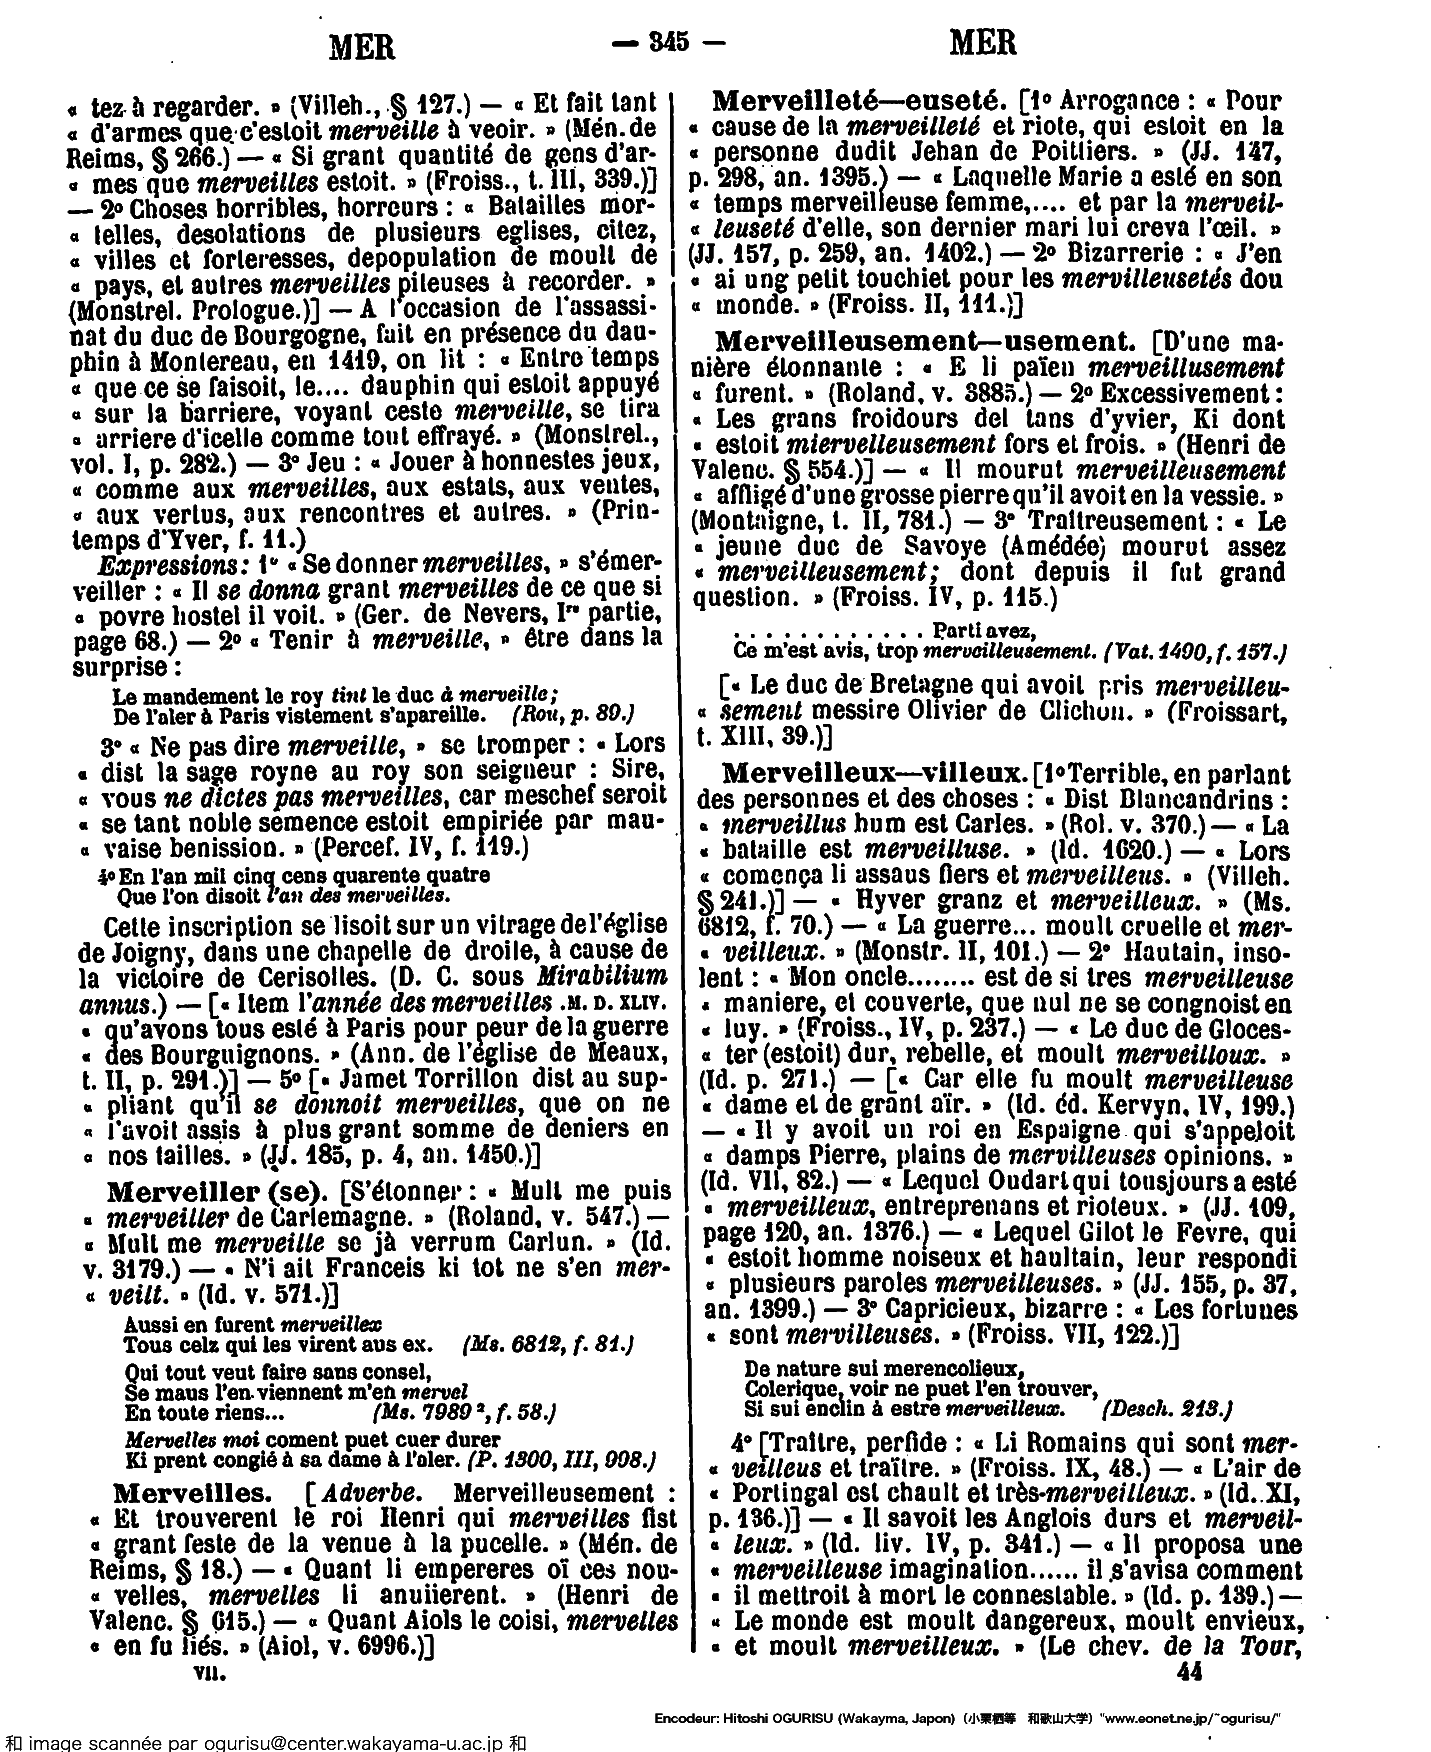 MER
— 345 —
MER
« tez à regarder. » (Villeh., § 127.) — « Et fait tant
« d'armes que c'estoit merveille à veoir. » (Mén. de
Reims, § 266.) — « Si grant quantité de gens d'ar-
« mes que merveilles estoit. » (Froiss., t. III, 339.)]
— 2º Choses horribles, horreurs : « Batailles mor-
« telles, desolations de plusieurs eglises, citez,
« villes et forteresses, depopulation de moult de
« pays, et autres merveilles piteuses à recorder. »
(Monstrel. Prologue.)] — A l'occasion de l'assassi-
nat du duc de Bourgogne, fait en présence du dau-
phin à Montereau, en 1419, on lit : « Entre temps
« que ce se faisoit, le.... dauphin qui estoit appuyé
« sur la barriere, voyant ceste merveille, se tira
« arriere d'icelle comme tout effrayé. » (Monstrel.,
vol. I, p. 282.) — 3º Jeu : « Jouer à honnestes jeux,
« comme aux merveilles, aux estats, aux ventes,
« aux vertus, aux rencontres et autres. » (Prin-
temps d'Yver, f. 11.)
Expressions : 1º « Se donner merveilles, » s'émer-
veiller : « Il se donna grant merveilles de ce que si
« povre hostel il voit. » (Ger. de Nevers, Iʳᵉ partie,
page 68.) — 2º « Tenir à merveille, » être dans la
surprise :
Le mandement le roy tint le duc à merveille ;
De l'aler à Paris vistement s'apareille. (Rou, p. 89.)
3º « Ne pas dire merveille, » se tromper : « Lors
« dist la sage royne au roy son seigneur : Sire,
« vous ne dictes pas merveilles, car meschef seroit
« se tant noble semence estoit empiriée par mau-
« vaise benission. » (Percef. IV, f. 119.)
4º En l'an mil cinq cens quarente quatre
Que l'on disoit l'an des merveilles.
Cette inscription se lisoit sur un vitrage de l'église
de Joigny, dans une chapelle de droite, à cause de
la victoire de Cerisolles. (D. C. sous Mirabilium
annus.) — [« Item l'année des merveilles .M. D. XLIV.
« qu'avons tous esté à Paris pour peur de la guerre
« des Bourguignons. » (Ann. de l'église de Meaux,
t. II, p. 291.)] — 5º [« Jamet Torrillon dist au sup-
« pliant qu'il se donnoit merveilles, que on ne
« l'avoit assis à plus grant somme de deniers en
« nos tailles. » (JJ. 185, p. 4, an. 1450.)]
Merveiller (se). [S'étonner : « Mult me puis
« merveiller de Carlemagne. » (Roland, v. 547.) —
« Mult me merveille se jà verrum Carlun. » (Id.
v. 3179.) — « N'i ait Franceis ki tot ne s'en mer-
« veilt. » (Id. v. 571.)]
Aussi en furent merveillex
Tous celz qui les virent aus ex. (Ms. 6812, f. 81.)
Qui tout veut faire sans consel,
Se maus l'en viennent m'en mervel
En toute riens... (Ms. 7989 ², f. 58.)
Mervelles moi coment puet cuer durer
Ki prent congié à sa dame à l'aler. (P. 1300, III, 998.)
Merveilles. [Adverbe. Merveilleusement :
« Et trouverent le roi Henri qui merveilles fist
« grant feste de la venue à la pucelle. » (Mén. de
Reims, § 18.) — « Quant li empereres oï ces nou-
« velles, mervelles li anuiierent. » (Henri de
Valenc. § 615.) — « Quant Aiols le coisi, mervelles
« en fu liés. » (Aiol, v. 6996.)]
VII.
Merveilleté—euseté. [1º Arrogance : « Pour
« cause de la merveilleté et riote, qui estoit en la
« personne dudit Jehan de Poitliers. » (JJ. 147,
p. 298, an. 1395.) — « Laquelle Marie a esté en son
« temps merveilleuse femme,.... et par la merveil-
« leuseté d'elle, son dernier mari lui creva l'œil. »
(JJ. 157, p. 259, an. 1402.) — 2º Bizarrerie : « J'en
« ai ung petit touchiet pour les mervilleusetés dou
« monde. » (Froiss. II, 111.)]
Merveilleusement—usement. [D'une ma-
nière étonnante : « E li païen merveillusement
« furent. » (Roland, v. 3885.) — 2º Excessivement :
« Les grans froidours del tans d'yvier, Ki dont
« estoit miervelleusement fors et frois. » (Henri de
Valenc. § 554.)] — « Il mourut merveilleusement
« affligé d'une grosse pierre qu'il avoit en la vessie. »
(Montaigne, t. II, 781.) — 3º Traîtreusement : « Le
« jeune duc de Savoye (Amédée) mourut assez
« merveilleusement ; dont depuis il fut grand
question. » (Froiss. IV, p. 115.)
. . . . . . . . . . . . . Parti avez,
Ce m'est avis, trop merveilleusement. (Vat. 1490, f. 157.)
[« Le duc de Bretagne qui avoit pris merveilleu-
« sement messire Olivier de Clichon. » (Froissart,
t. XIII, 39.)]
Merveilleux—villeux. [1º Terrible, en parlant
des personnes et des choses : « Dist Blancandrins :
« merveillus hum est Carles. » (Rol. v. 370.) — « La
« bataille est merveilluse. » (Id. 1620.) — « Lors
« comença li assaus fiers et merveilleus. » (Villeh.
§ 241.)] — « Hyver granz et merveilleux. » (Ms.
6812, f. 70.) — « La guerre... moult cruelle et mer-
« veilleux. » (Monstr. II, 101.) — 2º Hautain, inso-
lent : « Mon oncle........ est de si tres merveilleuse
« maniere, et couverte, que nul ne se congnoist en
« luy. » (Froiss., IV, p. 237.) — « Le duc de Gloces-
« ter (estoit) dur, rebelle, et moult merveilloux. »
(Id. p. 271.) — [« Car elle fu moult merveilleuse
« dame et de grant aïr. » (Id. éd. Kervyn, IV, 199.)
— « Il y avoit un roi en Espaigne qui s'appeloit
« damps Pierre, plains de mervilleuses opinions. »
(Id. VII, 82.) — « Lequel Oudart qui tousjours a esté
« merveilleux, entreprenans et rioteux. » (JJ. 109,
page 120, an. 1376.) — « Lequel Gilot le Fevre, qui
« estoit homme noiseux et haultain, leur respondi
« plusieurs paroles merveilleuses. » (JJ. 155, p. 37,
an. 1399.) — 3º Capricieux, bizarre : « Les fortunes
« sont mervilleuses. » (Froiss. VII, 122.)]
De nature sui merencolieux,
Colerique, voir ne puet l'en trouver,
Si sui enclin à estre merveilleux. (Desch. 213.)
4º [Traître, perfide : « Li Romains qui sont mer-
« veilleus et traïtre. » (Froiss. IX, 48.) — « L'air de
« Portingal est chault et très-merveilleux. » (Id. XI,
p. 136.)] — « Il savoit les Anglois durs et merveil-
« leux. » (Id. liv. IV, p. 341.) — « Il proposa une
« merveilleuse imagination...... il s'avisa comment
« il mettroit à mort le connestable. » (Id. p. 139.) —
« Le monde est moult dangereux, moult envieux,
« et moult merveilleux. » (Le chev. de la Tour,
44
Encodeur: Hitoshi OGURISU (Wakayma, Japon) (小栗栖等 和歌山大学) "www.eonet.ne.jp/~ogurisu/"
和 image scannée par ogurisu@center.wakayama-u.ac.jp 和